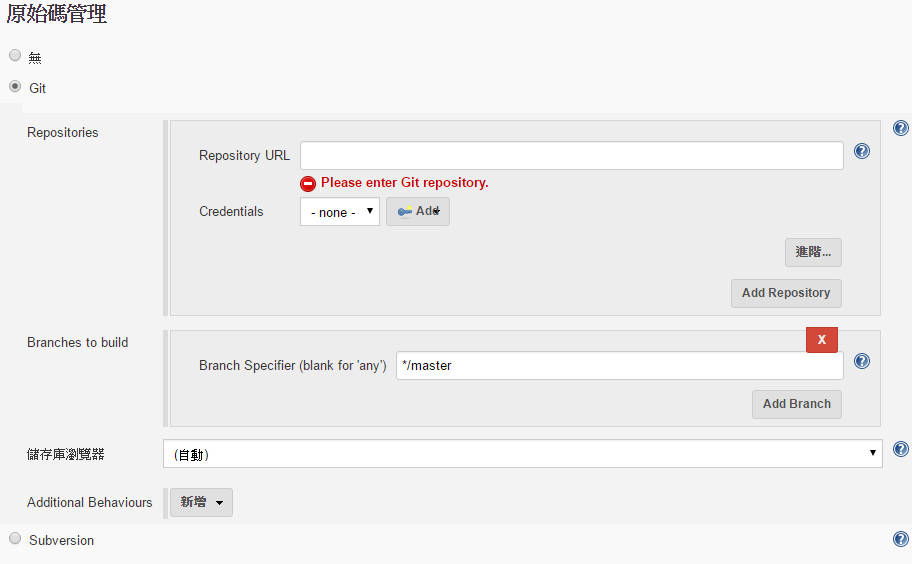 原始碼管理
無
Git
Repositories
Repository URL
Please enter Git repository.
Credentials
- none -
Add
進階...
Add Repository
Branches to build
X
Branch Specifier (blank for 'any')
*/master
Add Branch
儲存庫瀏覽器
(自動)
Additional Behaviours
新增
Subversion